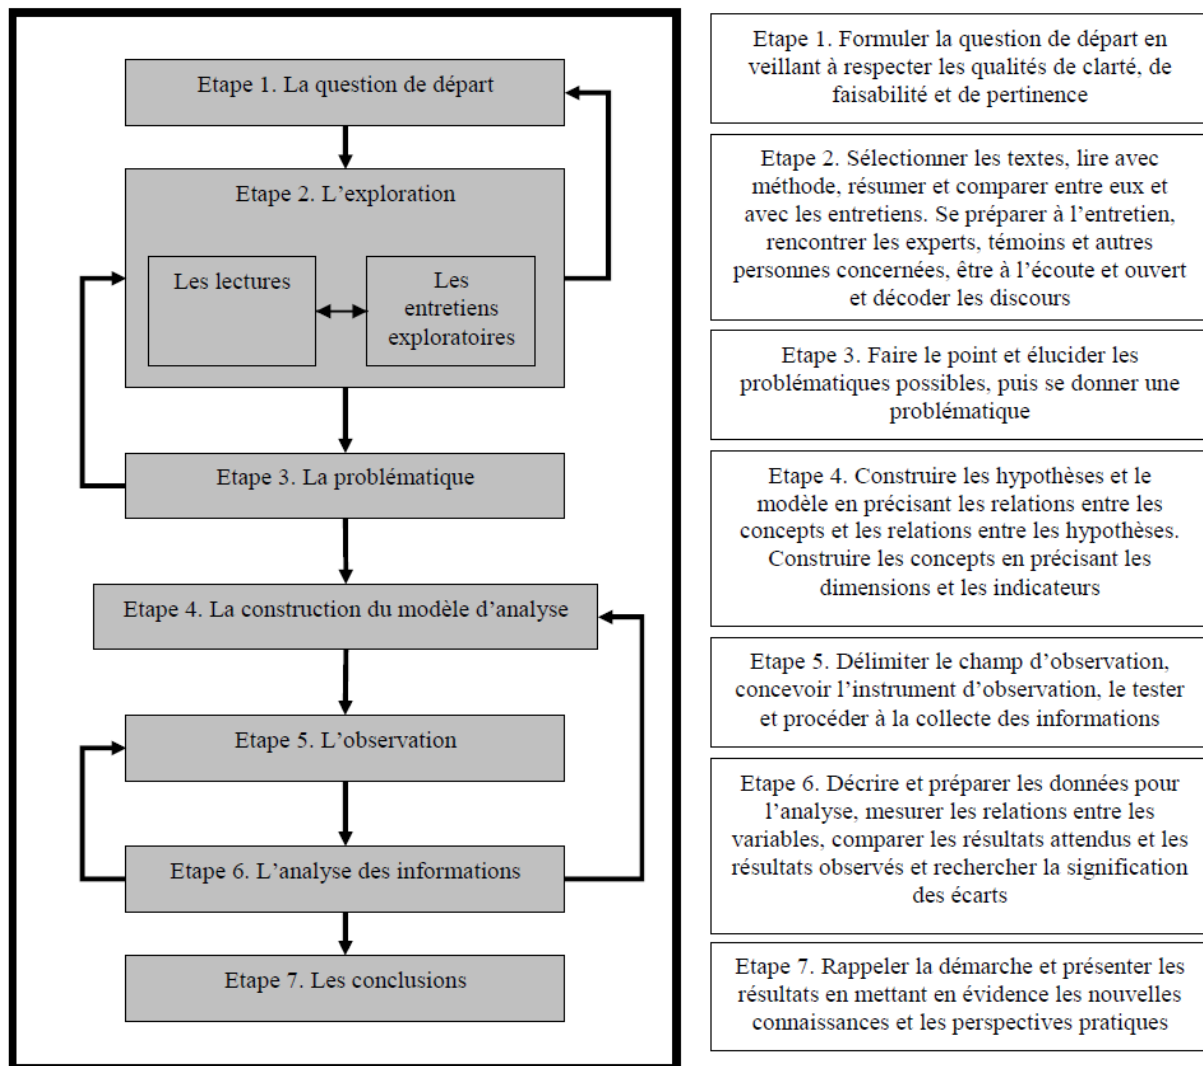 Etape 1. La question de départ
Etape 2. L’exploration
Les lectures
Les
entretiens
exploratoires
Etape 3. La problématique
Etape 4. La construction du modèle d’analyse
Etape 5. L’observation
Etape 6. L’analyse des informations
Etape 7. Les conclusions
Etape 1. Formuler la question de départ en
veillant à respecter les qualités de clarté, de
faisabilité et de pertinence
Etape 2. Sélectionner les textes, lire avec
méthode, résumer et comparer entre eux et
avec les entretiens. Se préparer à l’entretien,
rencontrer les experts, témoins et autres
personnes concernées, être à l’écoute et ouvert
et décoder les discours
Etape 3. Faire le point et élucider les
problématiques possibles, puis se donner une
problématique
Etape 4. Construire les hypothèses et le
modèle en précisant les relations entre les
concepts et les relations entre les hypothèses.
Construire les concepts en précisant les
dimensions et les indicateurs
Etape 5. Délimiter le champ d’observation,
concevoir l’instrument d’observation, le tester
et procéder à la collecte des informations
Etape 6. Décrire et préparer les données pour
l’analyse, mesurer les relations entre les
variables, comparer les résultats attendus et les
résultats observés et rechercher la signification
des écarts
Etape 7. Rappeler la démarche et présenter les
résultats en mettant en évidence les nouvelles
connaissances et les perspectives pratiques